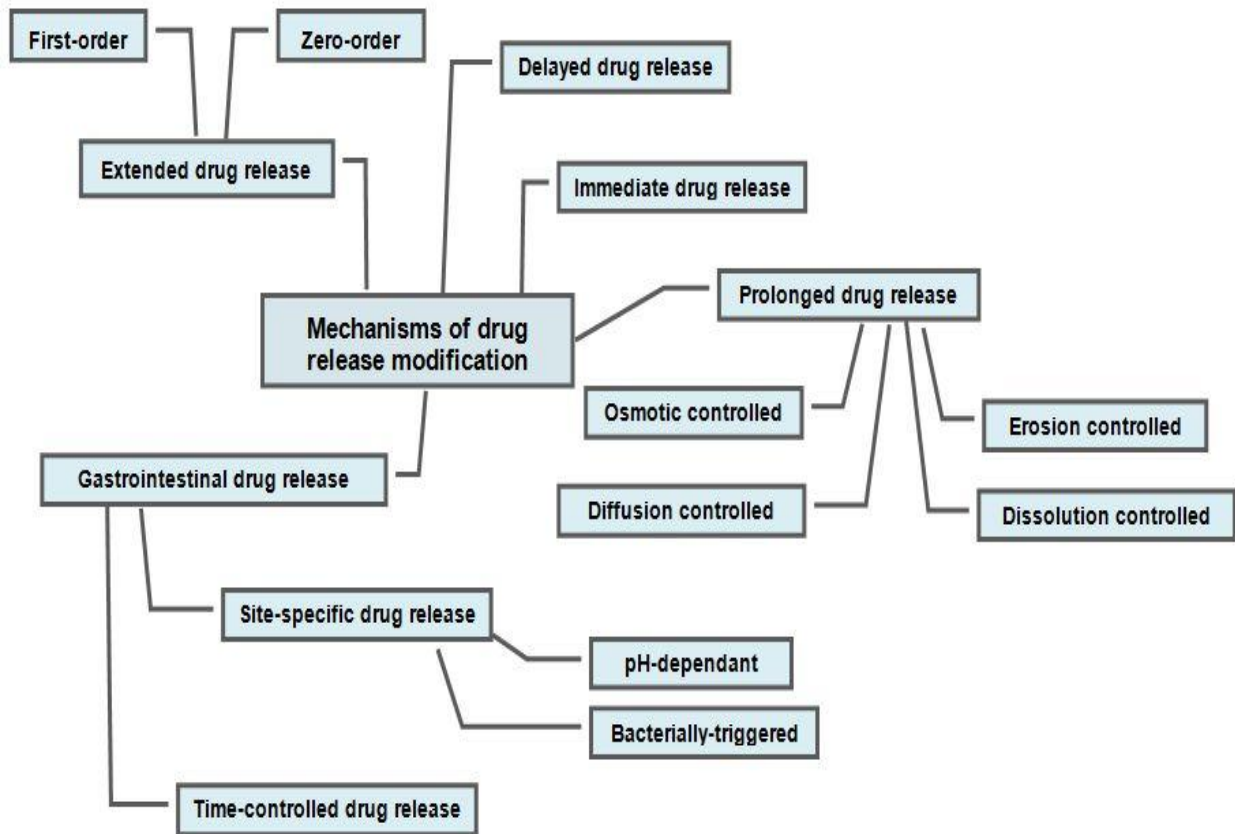 First-order
Zero-order
Delayed drug release
Extended drug release
Immediate drug release
Prolonged drug release
Mechanisms of drug
release modification
Osmotic controlled
Erosion controlled
Gastrointestinal drug release
Diffusion controlled
Dissolution controlled
Site-specific drug release
pH-dependant
Bacterially-triggered
Time-controlled drug release